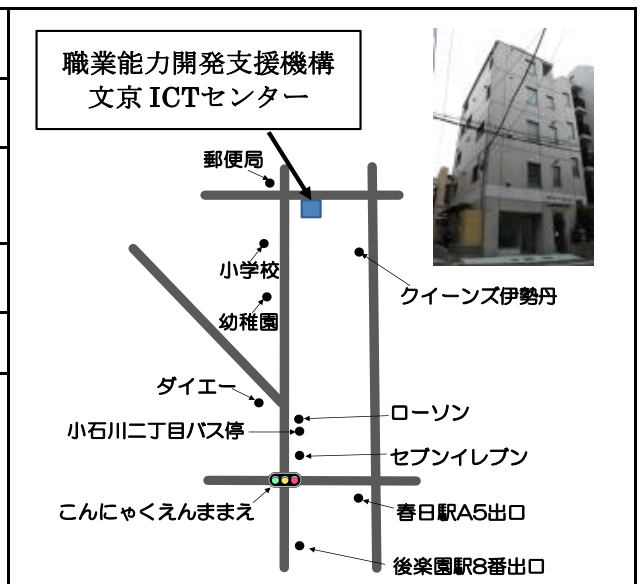 職業能力開発支援機構
文京 ICTセンター
郵便局
小学校
クイーンズ伊勢丹
幼稚園
ダイエー
ローソン
小石川二丁目バス停
セブンイレブン
こんにゃくえんままえ
春日駅A5出口
後楽園駅8番出口